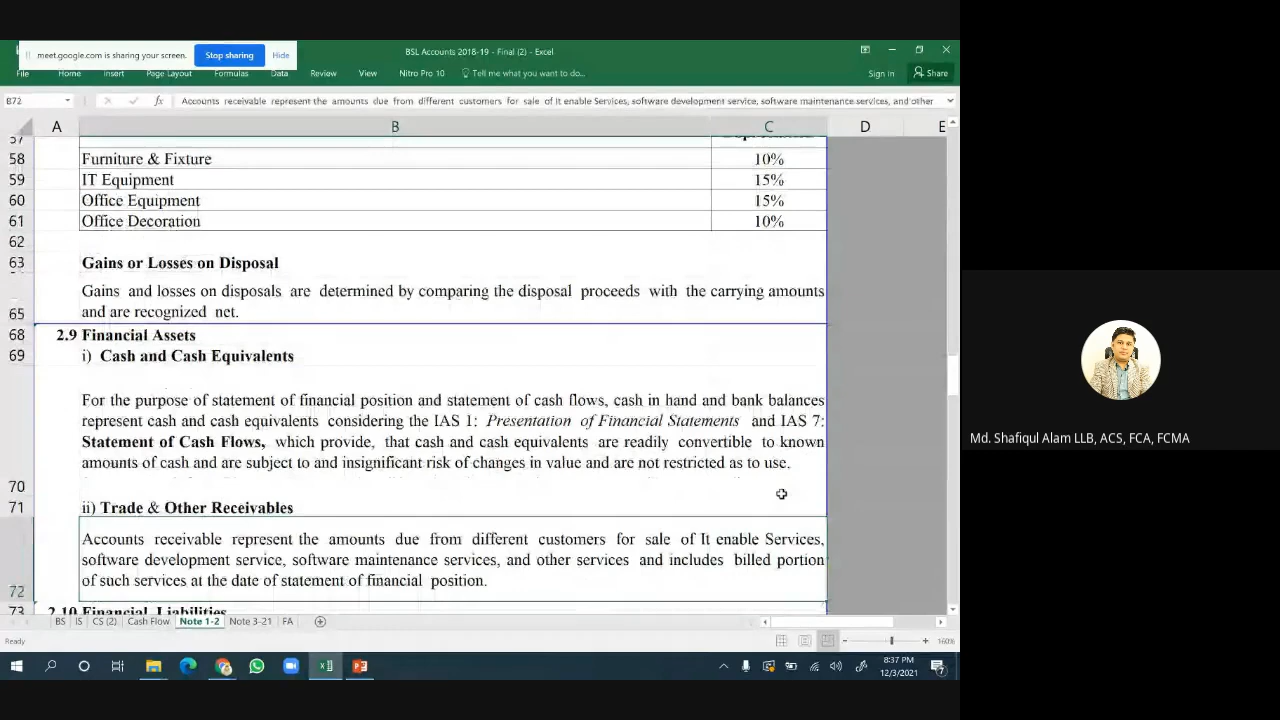 meet.google.com is sharing your screen. Stop sharing Hide
BSL Accounts 2018-19 - Final (2) - Excel
File Home Insert Page Layout Formulas Data Review View Nitro Pro 10 Tell me what you want to do... Sign in Share
B72 fx Accounts receivable represent the amounts due from different customers for sale of It enable Services, software development service, software maintenance services, and other
A B C D E
57
58 Furniture & Fixture 10%
59 IT Equipment 15%
60 Office Equipment 15%
61 Office Decoration 10%
62
63 Gains or Losses on Disposal
Gains and losses on disposals are determined by comparing the disposal proceeds with the carrying amounts
65 and are recognized net.
68 2.9 Financial Assets
69 i) Cash and Cash Equivalents
For the purpose of statement of financial position and statement of cash flows, cash in hand and bank balances
represent cash and cash equivalents considering the IAS 1: Presentation of Financial Statements and IAS 7:
Statement of Cash Flows, which provide, that cash and cash equivalents are readily convertible to known
amounts of cash and are subject to and insignificant risk of changes in value and are not restricted as to use.
70
71 ii) Trade & Other Receivables
Accounts receivable represent the amounts due from different customers for sale of It enable Services,
software development service, software maintenance services, and other services and includes billed portion
72 of such services at the date of statement of financial position.
73 2.10 Financial Liabilities
BS IS CS (2) Cash Flow Note 1-2 Note 3-21 FA
Ready 160%
8:37 PM
12/3/2021
Md. Shafiqul Alam LLB, ACS, FCA, FCMA